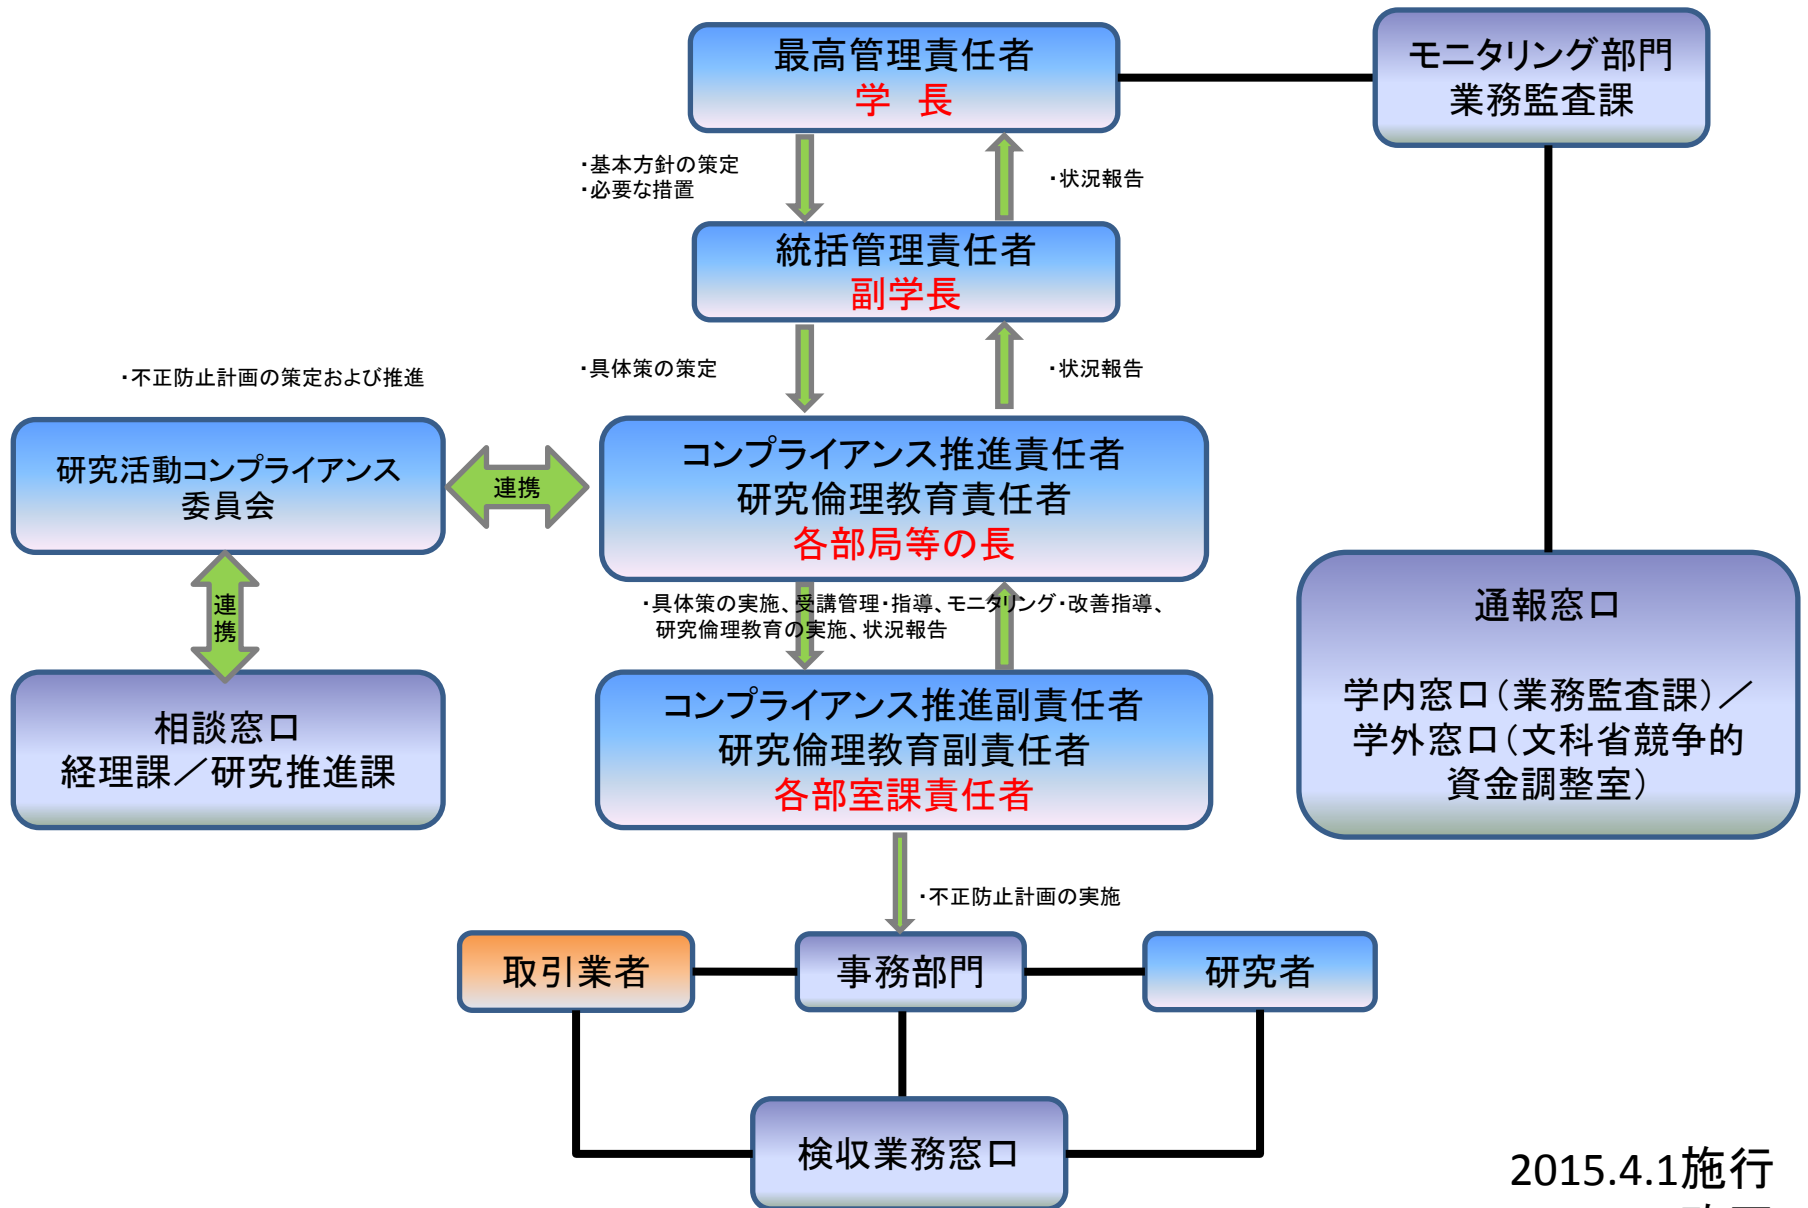 最高管理責任者
学　長
モニタリング部門
業務監査課
・基本方針の策定
・必要な措置
・状況報告
統括管理責任者
副学長
・具体策の策定
・状況報告
・不正防止計画の策定および推進
研究活動コンプライアンス
委員会
連携
コンプライアンス推進責任者
研究倫理教育責任者
各部局等の長
連携
・具体策の実施、受講管理・指導、モニタリング・改善指導、
研究倫理教育の実施、状況報告
相談窓口
経理課／研究推進課
コンプライアンス推進副責任者
研究倫理教育副責任者
各部室課責任者
通報窓口
学内窓口（業務監査課）／
学外窓口（文科省競争的
資金調整室）
・不正防止計画の実施
取引業者
事務部門
研究者
検収業務窓口
2015.4.1施行